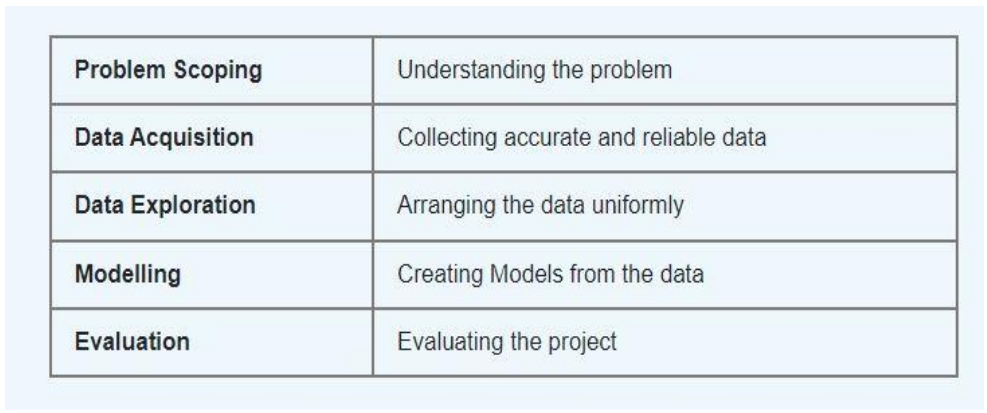 Problem Scoping Understanding the problem
Data Acquisition Collecting accurate and reliable data
Data Exploration Arranging the data uniformly
Modelling Creating Models from the data
Evaluation Evaluating the project